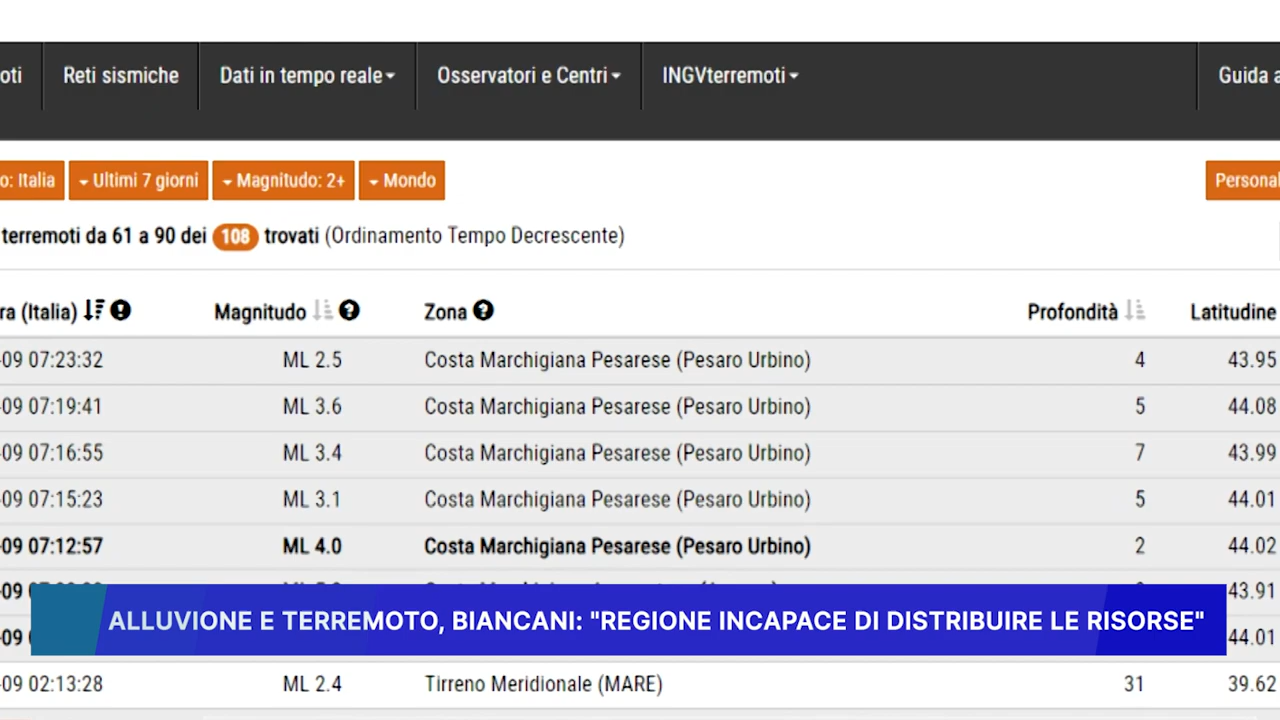 oti Reti sismiche Dati in tempo reale Osservatori e Centri INGVterremoti Guida a
o: Italia Ultimi 7 giorni Magnitudo: 2+ Mondo Personal
terremoti da 61 a 90 dei 108 trovati (Ordinamento Tempo Decrescente)
ra (Italia) Magnitudo Zona Profondità Latitudine
-09 07:23:32 ML 2.5 Costa Marchigiana Pesarese (Pesaro Urbino) 4 43.95
-09 07:19:41 ML 3.6 Costa Marchigiana Pesarese (Pesaro Urbino) 5 44.08
-09 07:16:55 ML 3.4 Costa Marchigiana Pesarese (Pesaro Urbino) 7 43.99
-09 07:15:23 ML 3.1 Costa Marchigiana Pesarese (Pesaro Urbino) 5 44.01
-09 07:12:57 ML 4.0 Costa Marchigiana Pesarese (Pesaro Urbino) 2 44.02
-09 43.91
ALLUVIONE E TERREMOTO, BIANCANI: "REGIONE INCAPACE DI DISTRIBUIRE LE RISORSE"
-09 44.01
-09 02:13:28 ML 2.4 Tirreno Meridionale (MARE) 31 39.62